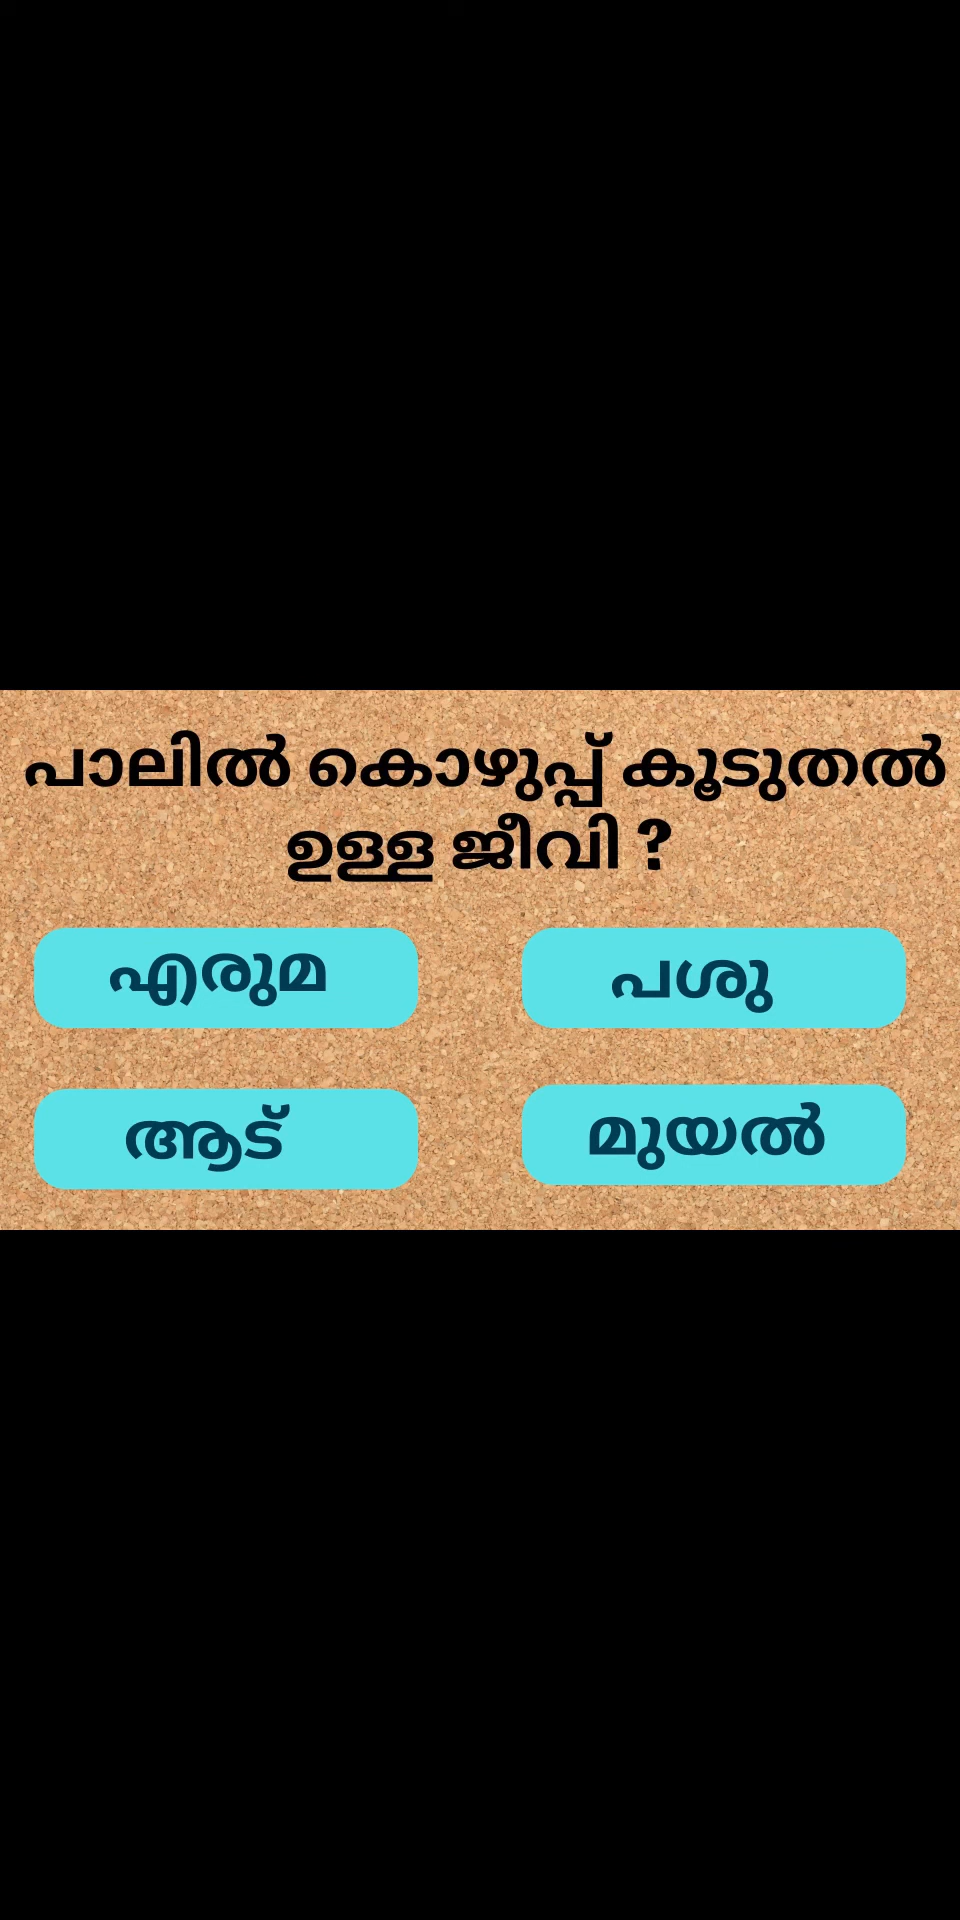 പാലിൽ കൊഴുപ്പ് കൂടുതൽ
ഉള്ള ജീവി ?
എരുമ
പശു
ആട്
മുയൽ